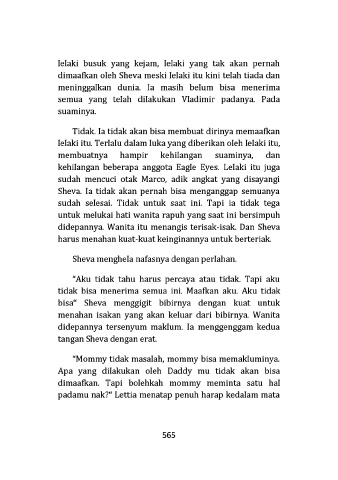 lelaki busuk yang kejam, lelaki yang tak akan pernah
dimaafkan oleh Sheva meski lelaki itu kini telah tiada dan
meninggalkan dunia. Ia masih belum bisa menerima
semua yang telah dilakukan Vladimir padanya. Pada
suaminya.
Tidak. Ia tidak akan bisa membuat dirinya memaafkan
lelaki itu. Terlalu dalam luka yang diberikan oleh lelaki itu,
membuatnya hampir kehilangan suaminya, dan
kehilangan beberapa anggota Eagle Eyes. Lelaki itu juga
sudah mencuci otak Marco, adik angkat yang disayangi
Sheva. Ia tidak akan pernah bisa menganggap semuanya
sudah selesai. Tidak untuk saat ini. Tapi ia tidak tega
untuk melukai hati wanita rapuh yang saat ini bersimpuh
didepannya. Wanita itu menangis terisak-isak. Dan Sheva
harus menahan kuat-kuat keinginannya untuk berteriak.
Sheva menghela nafasnya dengan perlahan.
"Aku tidak tahu harus percaya atau tidak. Tapi aku
tidak bisa menerima semua ini. Maafkan aku. Aku tidak
bisa" Sheva menggigit bibirnya dengan kuat untuk
menahan isakan yang akan keluar dari bibirnya. Wanita
didepannya tersenyum maklum. Ia menggenggam kedua
tangan Sheva dengan erat.
"Mommy tidak masalah, mommy bisa memakluminya.
Apa yang dilakukan oleh Daddy mu tidak akan bisa
dimaafkan. Tapi bolehkah mommy meminta satu hal
padamu nak?" Lettia menatap penuh harap kedalam mata
565